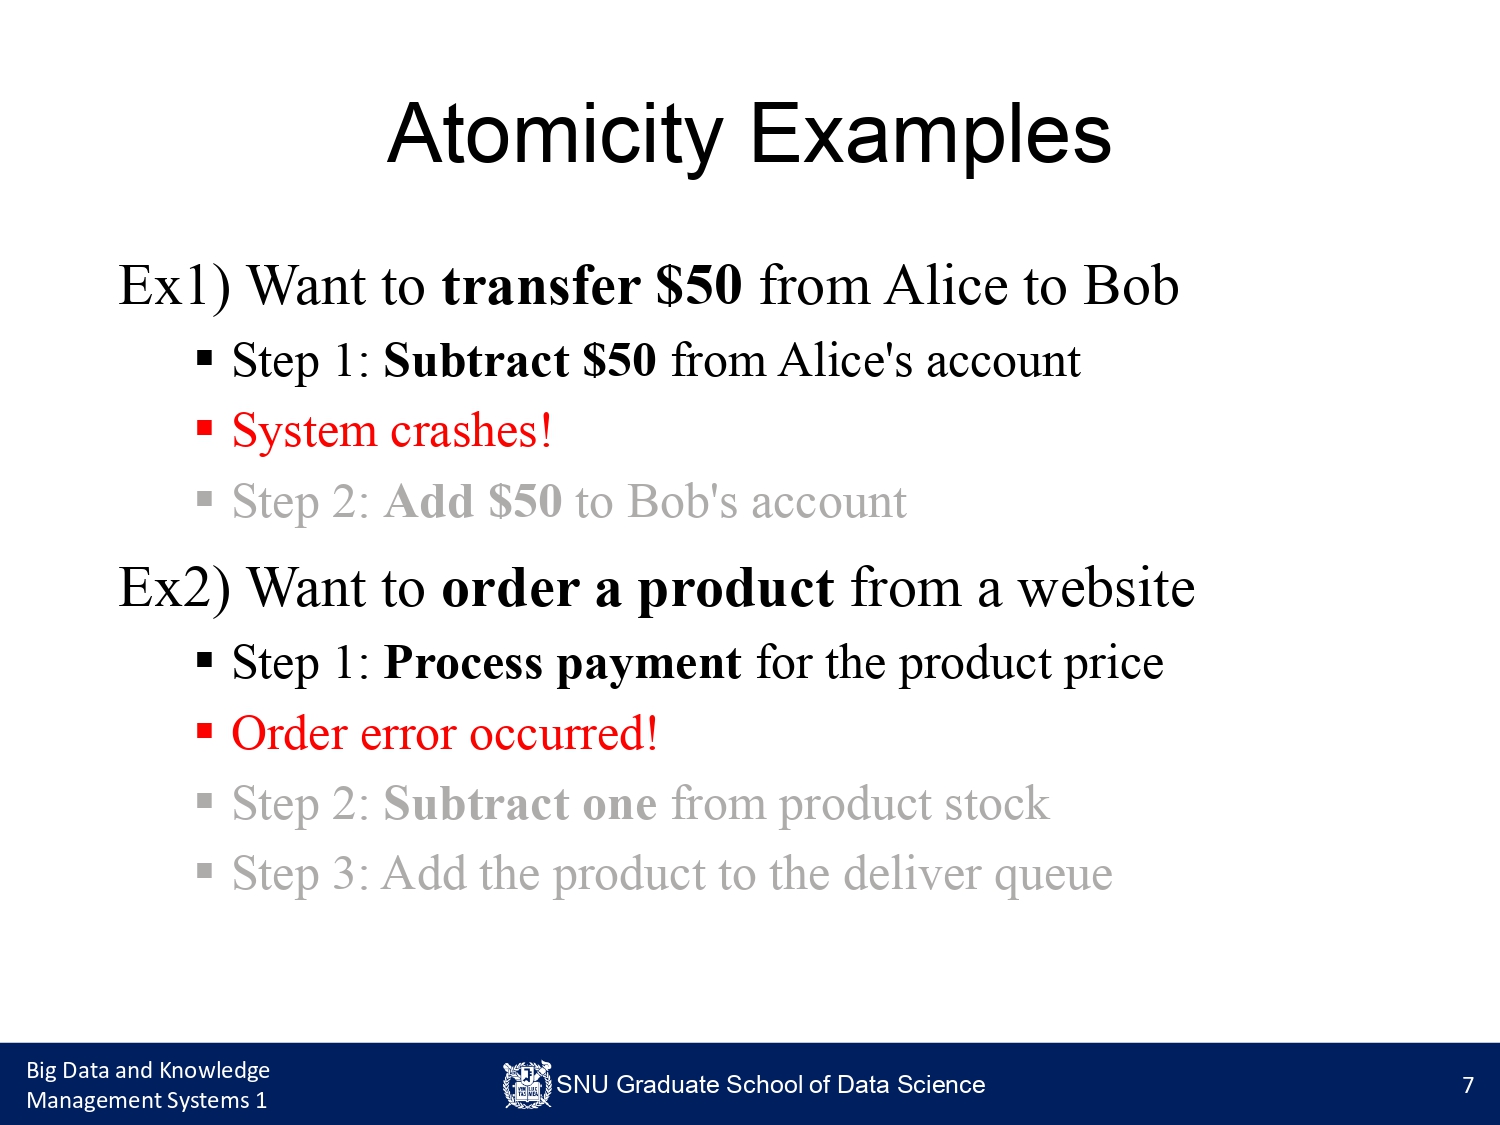 Atomicity Examples
Ex1) Want to transfer $50 from Alice to Bob
▪ Step 1: Subtract $50 from Alice's account
▪ System crashes!
▪ Step 2: Add $50 to Bob's account
Ex2) Want to order a product from a website
▪ Step 1: Process payment for the product price
▪ Order error occurred!
▪ Step 2: Subtract one from product stock
▪ Step 3: Add the product to the deliver queue
Big Data and Knowledge
Management Systems 1
SNU Graduate School of Data Science
7